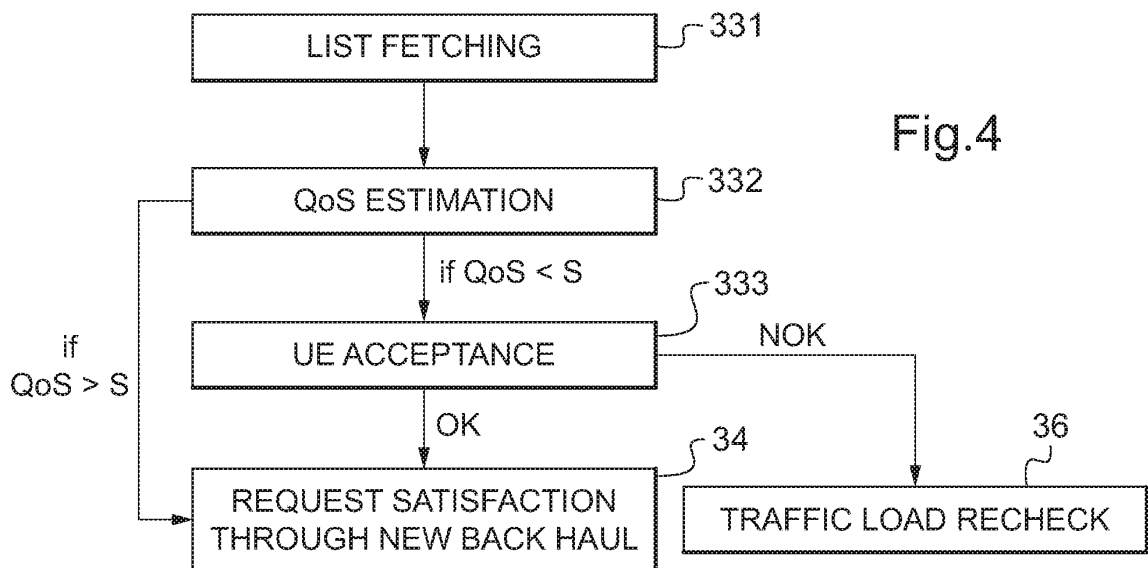 LIST FETCHING
331
Fig.4
QoS ESTIMATION
332
if QoS < S
if
QoS > S
UE ACCEPTANCE
333
NOK
OK
REQUEST SATISFACTION
THROUGH NEW BACK HAUL
34
TRAFFIC LOAD RECHECK
36